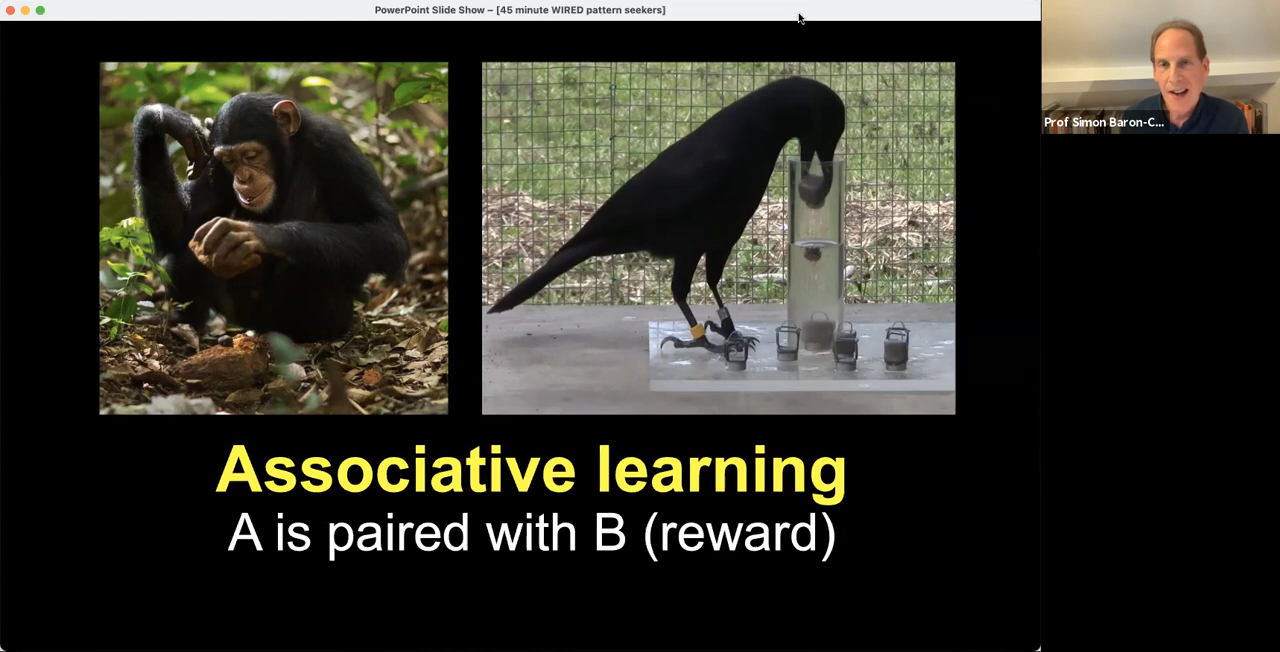 PowerPoint Slide Show – [45 minute WIRED pattern seekers]
Prof Simon Baron-C...
Associative learning
A is paired with B (reward)